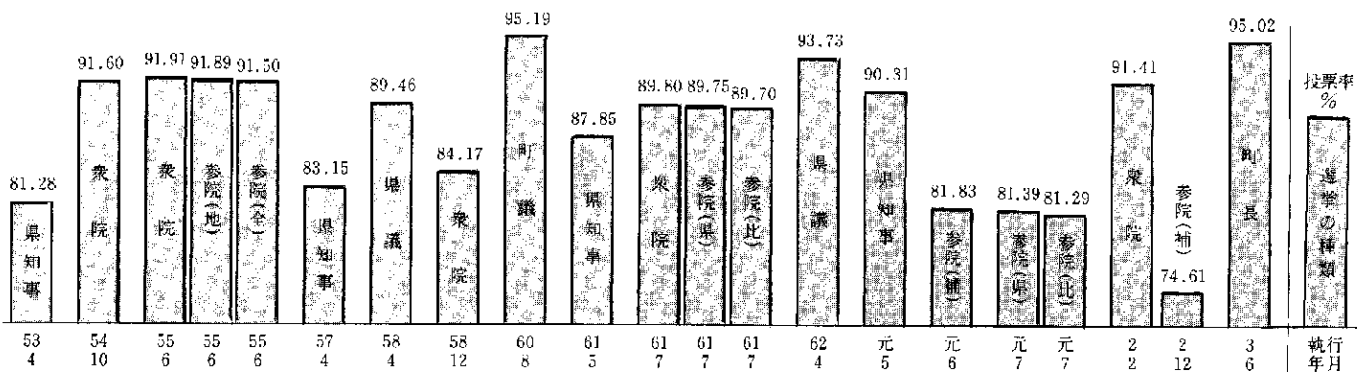 81.28
91.60
91.97
91.89
91.50
83.15
89.46
84.17
95.19
87.85
89.80
89.75
89.70
93.73
90.31
81.83
81.39
81.29
91.41
74.61
95.02
投票率
%
県知事
衆院
衆院
参院(地)
参院(全)
県知事
県議
衆院
町議
県知事
衆院
参院(県)
参院(比)
県議
県知事
参院(補)
参院(県)
参院(比)
衆院
参院(補)
町長
選挙の種類
53 54 55 55 55 57 58 58 60 61 61 61 61 62 元 元 元 元 2 2 3 執行
4 10 6 6 6 4 4 12 8 5 7 7 7 4 5 6 7 7 2 12 6 年月